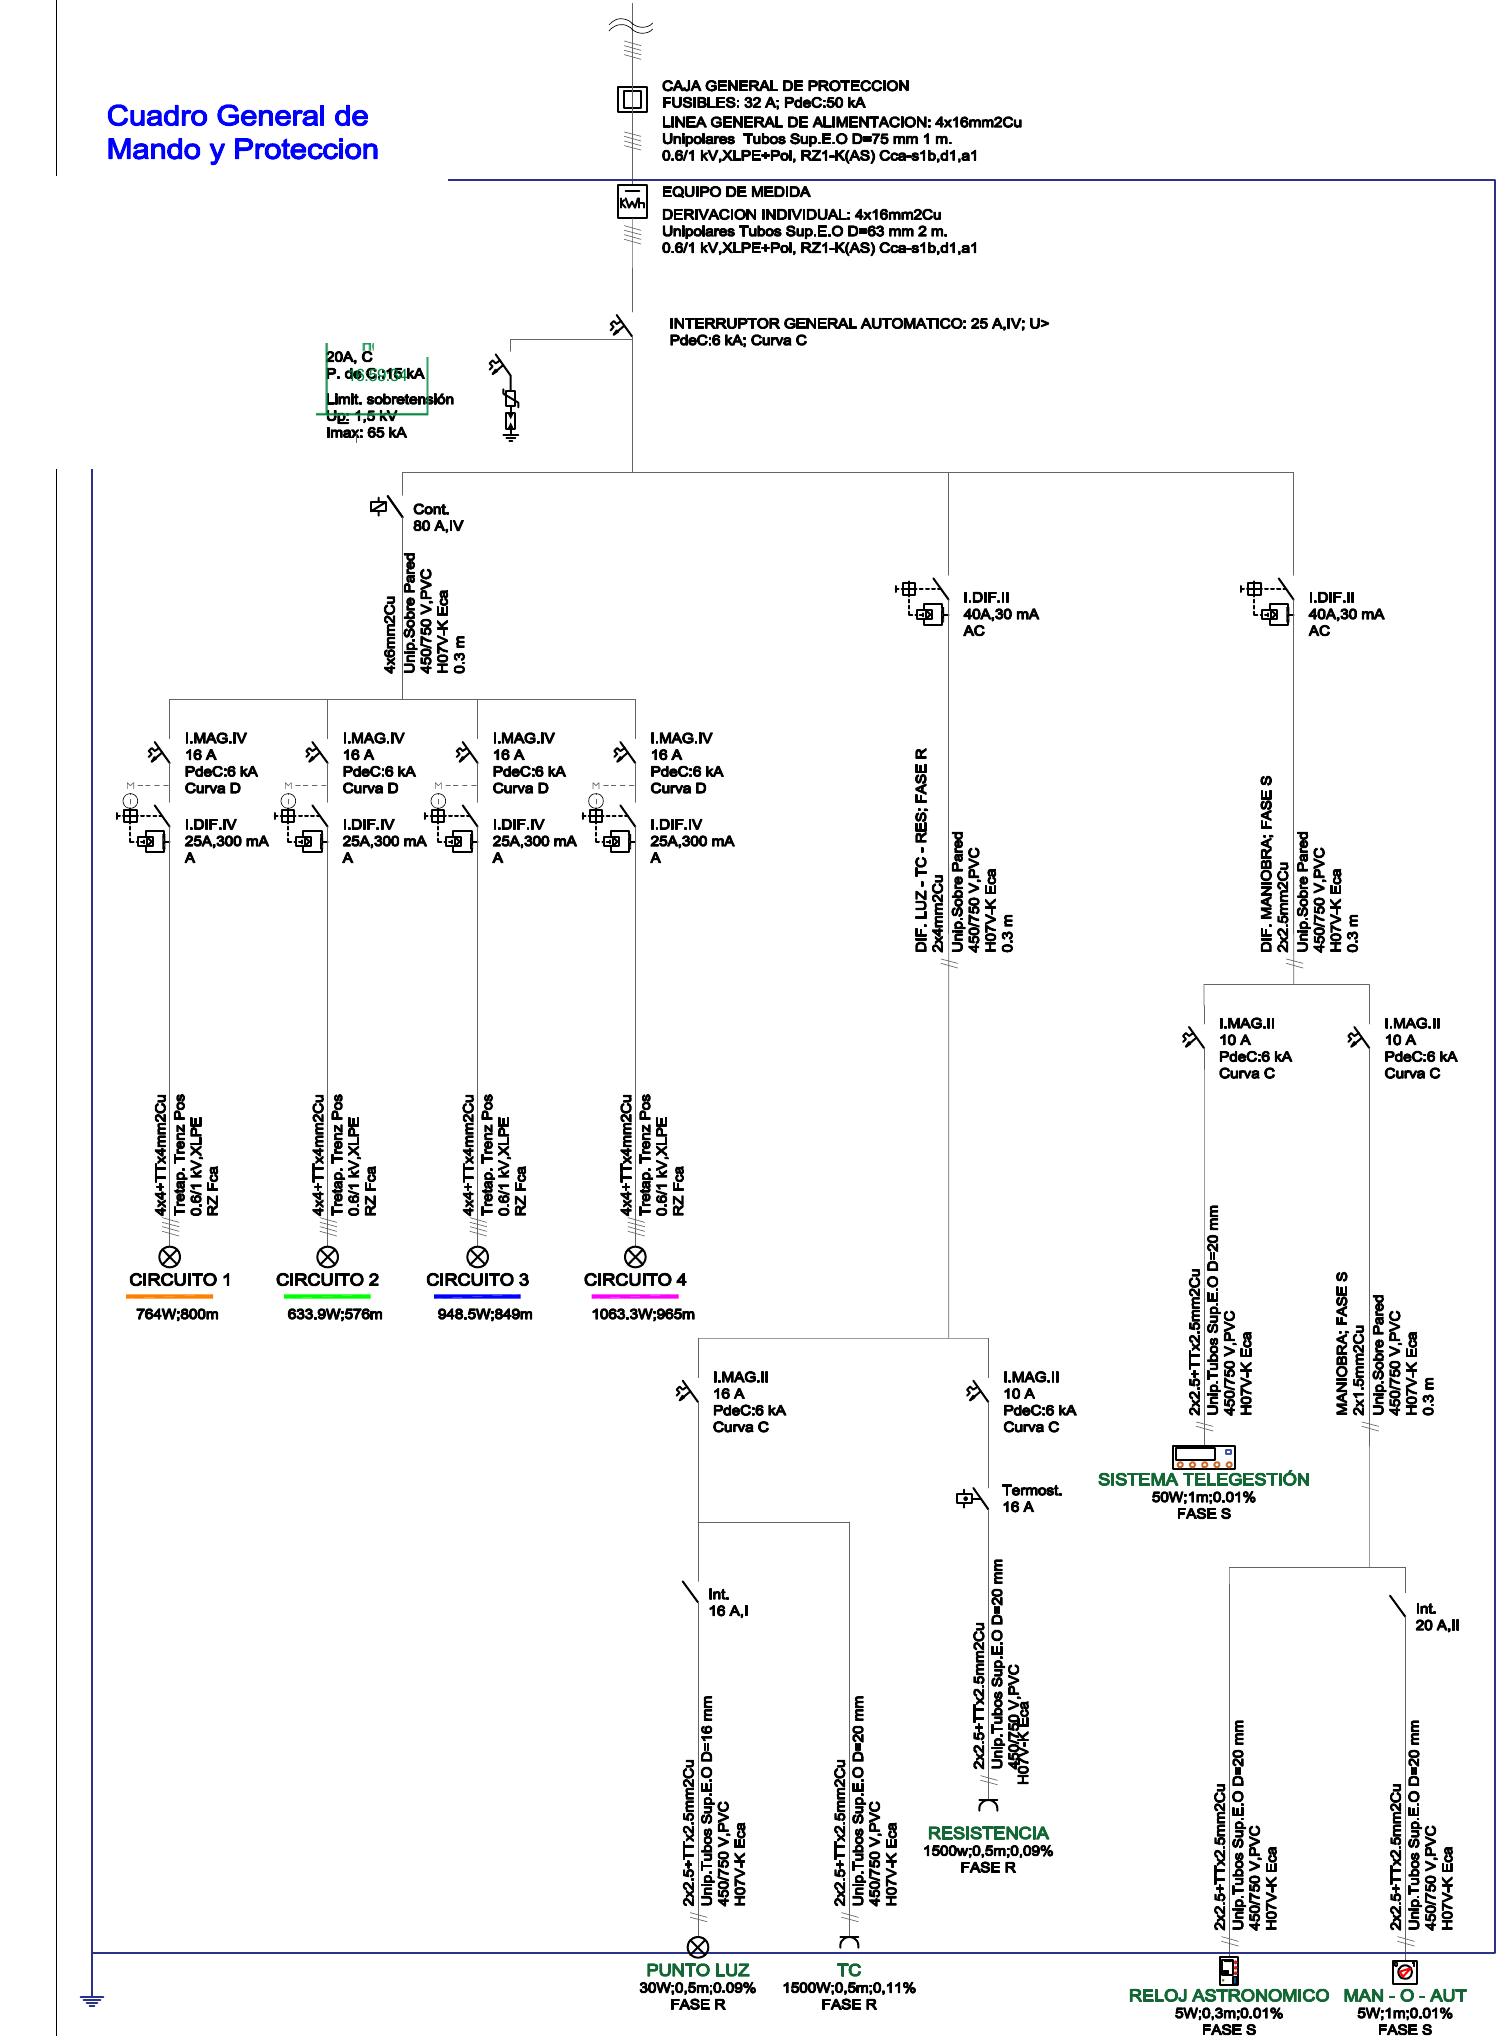 Cuadro General de
Mando y Proteccion
CAJA GENERAL DE PROTECCION
FUSIBLES: 32 A; PdeC:50 kA
LINEA GENERAL DE ALIMENTACION: 4x16mm2Cu
Unipolares Tubos Sup.E.O D=75 mm 1 m.
0.6/1 kV,XLPE+Pol, RZ1-K(AS) Cca-s1b,d1,a1
KWh
EQUIPO DE MEDIDA
DERIVACION INDIVIDUAL: 4x16mm2Cu
Unipolares Tubos Sup.E.O D=63 mm 2 m.
0.6/1 kV,XLPE+Pol, RZ1-K(AS) Cca-s1b,d1,a1
INTERRUPTOR GENERAL AUTOMATICO: 25 A,IV; U>
PdeC:6 kA; Curva C
20A, C
P. de C.:15 kA
Limit. sobretensión
Up: 1,5 kV
Imax: 65 kA
Cont.
80 A,IV
4x6mm2Cu
Unip.Sobre Pared
450/750 V,PVC
H07V-K Eca
0.3 m
I.DIF.II
40A,30 mA
AC
I.DIF.II
40A,30 mA
AC
I.MAG.IV
16 A
PdeC:6 kA
Curva D
I.MAG.IV
16 A
PdeC:6 kA
Curva D
I.MAG.IV
16 A
PdeC:6 kA
Curva D
I.MAG.IV
16 A
PdeC:6 kA
Curva D
M
M
M
M
I.DIF.IV
25A,300 mA
A
I.DIF.IV
25A,300 mA
A
I.DIF.IV
25A,300 mA
A
I.DIF.IV
25A,300 mA
A
DIF. LUZ - TC - RES; FASE R
2x4mm2Cu
Unip.Sobre Pared
450/750 V,PVC
H07V-K Eca
0.3 m
DIF. MANIOBRA; FASE S
2x2.5mm2Cu
Unip.Sobre Pared
450/750 V,PVC
H07V-K Eca
0.3 m
I.MAG.II
10 A
PdeC:6 kA
Curva C
I.MAG.II
10 A
PdeC:6 kA
Curva C
4x4+TTx4mm2Cu
Tretap. Trenz Pos
0.6/1 kV,XLPE
RZ Fca
4x4+TTx4mm2Cu
Tretap. Trenz Pos
0.6/1 kV,XLPE
RZ Fca
4x4+TTx4mm2Cu
Tretap. Trenz Pos
0.6/1 kV,XLPE
RZ Fca
4x4+TTx4mm2Cu
Tretap. Trenz Pos
0.6/1 kV,XLPE
RZ Fca
CIRCUITO 1
764W;800m
CIRCUITO 2
633.9W;576m
CIRCUITO 3
948.5W;849m
CIRCUITO 4
1063.3W;965m
2x2.5+TTx2.5mm2Cu
Unip.Tubos Sup.E.O D=20 mm
450/750 V,PVC
H07V-K Eca
MANIOBRA; FASE S
2x1.5mm2Cu
Unip.Sobre Pared
450/750 V,PVC
H07V-K Eca
0.3 m
I.MAG.II
16 A
PdeC:6 kA
Curva C
I.MAG.II
10 A
PdeC:6 kA
Curva C
SISTEMA TELEGESTIÓN
50W;1m;0.01%
FASE S
Termost.
16 A
Int.
16 A,I
Int.
20 A,II
2x2.5+TTx2.5mm2Cu
Unip.Tubos Sup.E.O D=20 mm
450/750 V,PVC
H07V-K Eca
RESISTENCIA
1500w;0,5m;0,09%
FASE R
2x2.5+TTx2.5mm2Cu
Unip.Tubos Sup.E.O D=16 mm
450/750 V,PVC
H07V-K Eca
2x2.5+TTx2.5mm2Cu
Unip.Tubos Sup.E.O D=20 mm
450/750 V,PVC
H07V-K Eca
2x2.5+TTx2.5mm2Cu
Unip.Tubos Sup.E.O D=20 mm
450/750 V,PVC
H07V-K Eca
2x2.5+TTx2.5mm2Cu
Unip.Tubos Sup.E.O D=20 mm
450/750 V,PVC
H07V-K Eca
PUNTO LUZ
30W;0,5m;0.09%
FASE R
TC
1500W;0,5m;0,11%
FASE R
RELOJ ASTRONOMICO
5W;0,3m;0.01%
FASE S
MAN - O - AUT
5W;1m;0.01%
FASE S